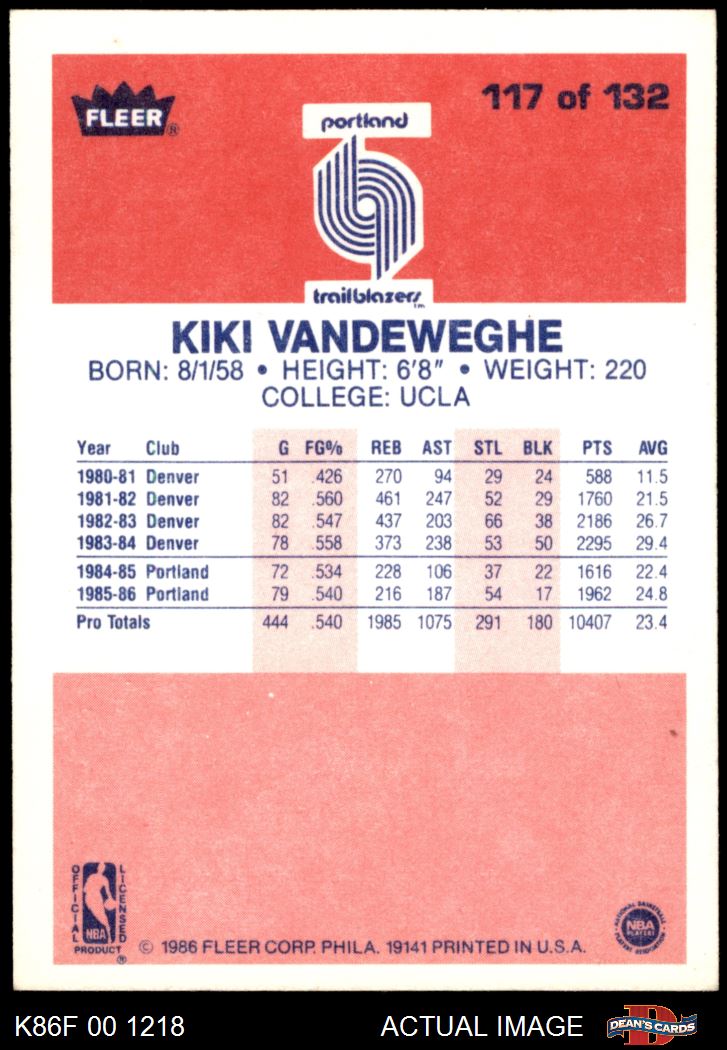 FLEER®
117 of 132
portland
trailblazers™
KIKI VANDEWEGHE
BORN: 8/1/58 • HEIGHT: 6'8" • WEIGHT: 220
COLLEGE: UCLA
Year Club G FG% REB AST STL BLK PTS AVG
1980-81 Denver 51 .426 270 94 29 24 588 11.5
1981-82 Denver 82 .560 461 247 52 29 1760 21.5
1982-83 Denver 82 .547 437 203 66 38 2186 26.7
1983-84 Denver 78 .558 373 238 53 50 2295 29.4
1984-85 Portland 72 .534 228 106 37 22 1616 22.4
1985-86 Portland 79 .540 216 187 54 17 1962 24.8
Pro Totals 444 .540 1985 1075 291 180 10407 23.4
OFFICIAL LICENSED
NBA
PRODUCT®
© 1986 FLEER CORP. PHILA. 19141 PRINTED IN U.S.A.
NATIONAL BASKETBALL
NBA
PLAYERS
PLAYERS ASSOCIATION
K86F 00 1218 ACTUAL IMAGE
D
DEAN'S CARDS